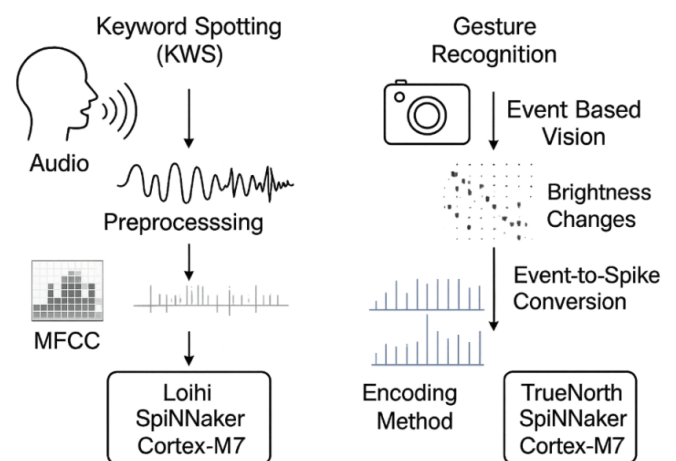 Keyword Spotting
(KWS)
Audio
Preprocesssing
MFCC
Loihi
SpiNNaker
Cortex-M7
Gesture
Recognition
Event Based
Vision
Brightness
Changes
Event-to-Spike
Conversion
Encoding
Method
TrueNorth
SpiNNaker
Cortex-M7